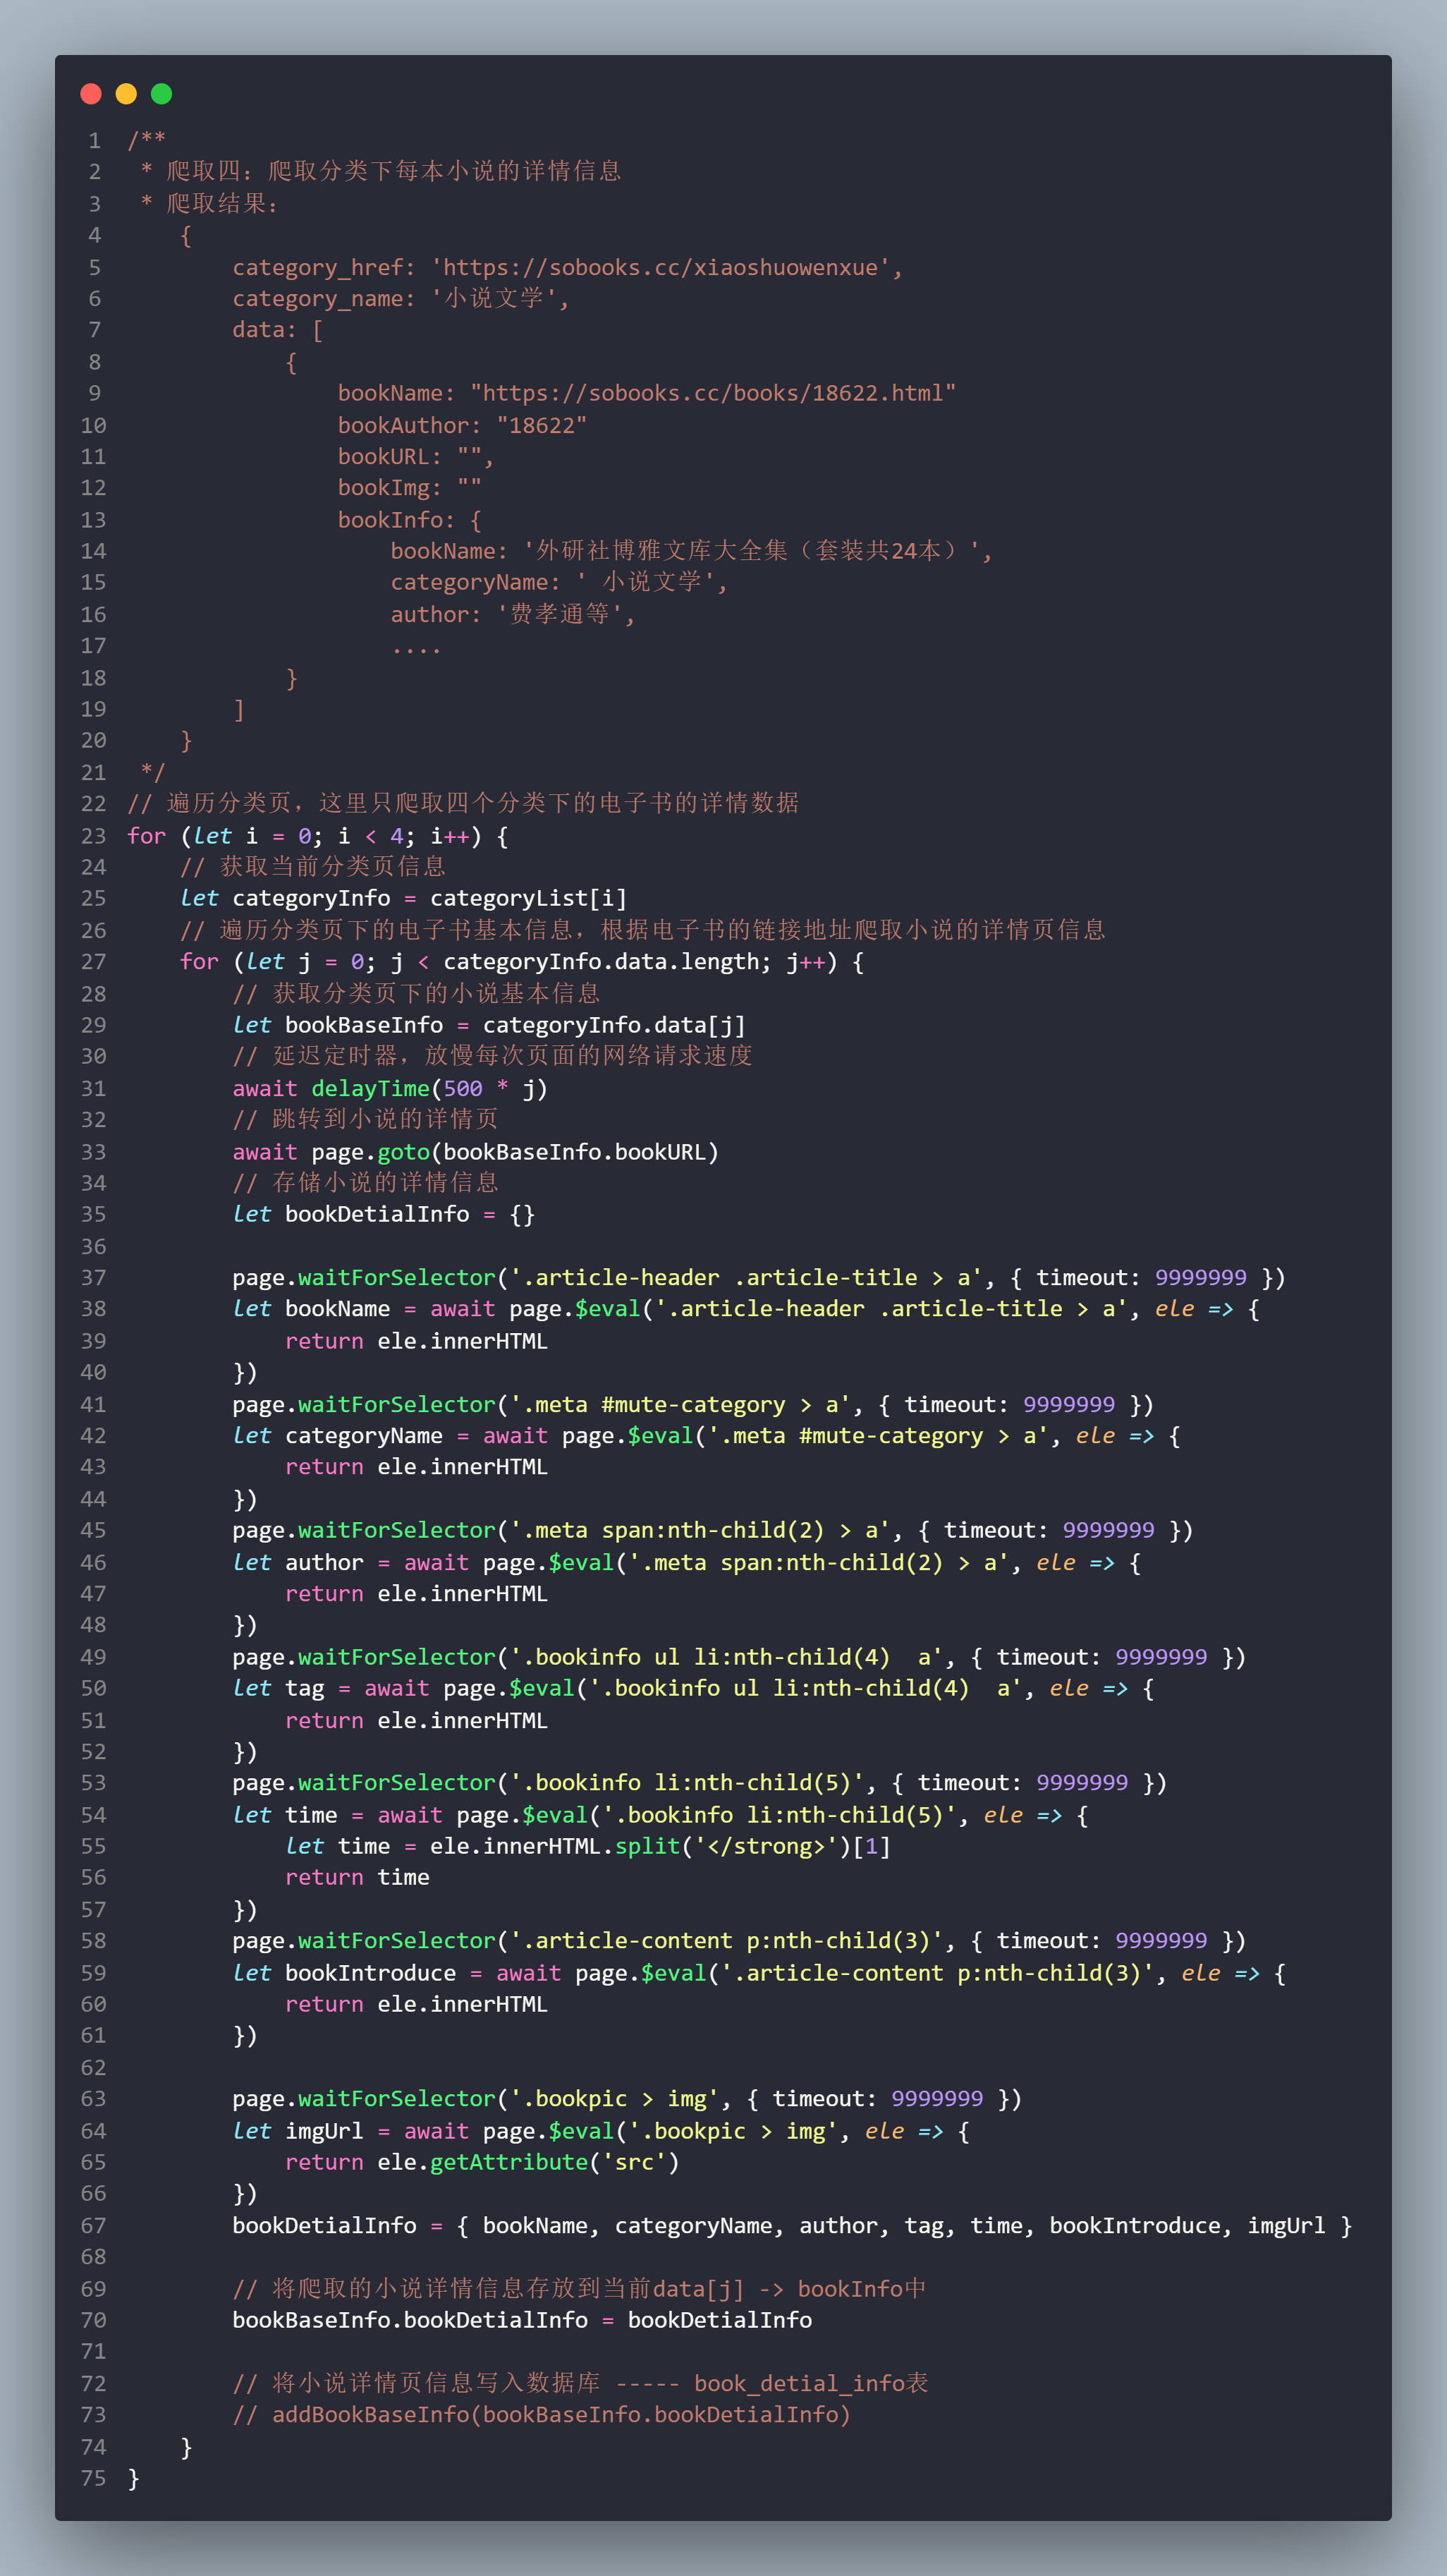 1 /**
2  * 爬取四：爬取分类下每本小说的详情信息
3  * 爬取结果：
4     {
5         category_href: 'https://sobooks.cc/xiaoshuowenxue',
6         category_name: '小说文学',
7         data: [
8             {
9                 bookName: "https://sobooks.cc/books/18622.html"
10                 bookAuthor: "18622"
11                 bookURL: "",
12                 bookImg: ""
13                 bookInfo: {
14                     bookName: '外研社博雅文库大全集（套装共24本）',
15                     categoryName: ' 小说文学',
16                     author: '费孝通等',
17                     ....
18             }
19         ]
20     }
21  */
22 // 遍历分类页，这里只爬取四个分类下的电子书的详情数据
23 for (let i = 0; i < 4; i++) {
24     // 获取当前分类页信息
25     let categoryInfo = categoryList[i]
26     // 遍历分类页下的电子书基本信息，根据电子书的链接地址爬取小说的详情页信息
27     for (let j = 0; j < categoryInfo.data.length; j++) {
28         // 获取分类页下的小说基本信息
29         let bookBaseInfo = categoryInfo.data[j]
30         // 延迟定时器，放慢每次页面的网络请求速度
31         await delayTime(500 * j)
32         // 跳转到小说的详情页
33         await page.goto(bookBaseInfo.bookURL)
34         // 存储小说的详情信息
35         let bookDetialInfo = {}
36
37         page.waitForSelector('.article-header .article-title > a', { timeout: 9999999 })
38         let bookName = await page.$eval('.article-header .article-title > a', ele => {
39             return ele.innerHTML
40         })
41         page.waitForSelector('.meta #mute-category > a', { timeout: 9999999 })
42         let categoryName = await page.$eval('.meta #mute-category > a', ele => {
43             return ele.innerHTML
44         })
45         page.waitForSelector('.meta span:nth-child(2) > a', { timeout: 9999999 })
46         let author = await page.$eval('.meta span:nth-child(2) > a', ele => {
47             return ele.innerHTML
48         })
49         page.waitForSelector('.bookinfo ul li:nth-child(4)  a', { timeout: 9999999 })
50         let tag = await page.$eval('.bookinfo ul li:nth-child(4)  a', ele => {
51             return ele.innerHTML
52         })
53         page.waitForSelector('.bookinfo li:nth-child(5)', { timeout: 9999999 })
54         let time = await page.$eval('.bookinfo li:nth-child(5)', ele => {
55             let time = ele.innerHTML.split('</strong>')[1]
56             return time
57         })
58         page.waitForSelector('.article-content p:nth-child(3)', { timeout: 9999999 })
59         let bookIntroduce = await page.$eval('.article-content p:nth-child(3)', ele => {
60             return ele.innerHTML
61         })
62
63         page.waitForSelector('.bookpic > img', { timeout: 9999999 })
64         let imgUrl = await page.$eval('.bookpic > img', ele => {
65             return ele.getAttribute('src')
66         })
67         bookDetialInfo = { bookName, categoryName, author, tag, time, bookIntroduce, imgUrl }
68
69         // 将爬取的小说详情信息存放到当前data[j] -> bookInfo中
70         bookBaseInfo.bookDetialInfo = bookDetialInfo
71
72         // 将小说详情页信息写入数据库 ----- book_detial_info表
73         // addBookBaseInfo(bookBaseInfo.bookDetialInfo)
74     }
75 }